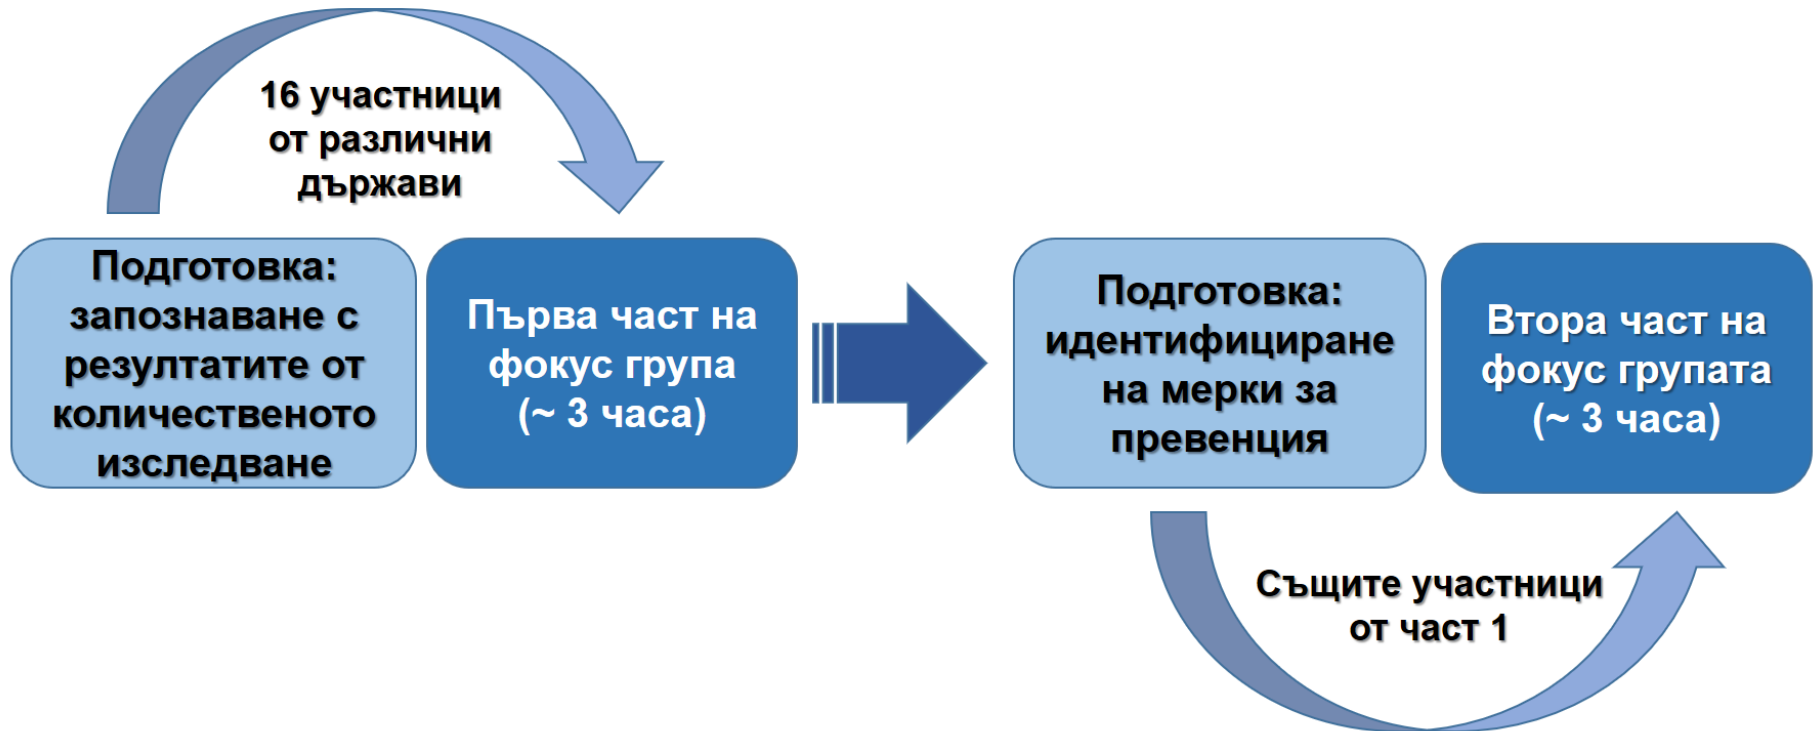 16 участници
от различни
държави
Подготовка:
запознаване с
резултатите от
количественото
изследване
Първа част на
фокус група
(~ 3 часа)
Подготовка:
идентифициране
на мерки за
превенция
Втора част на
фокус групата
(~ 3 часа)
Същите участници
от част 1